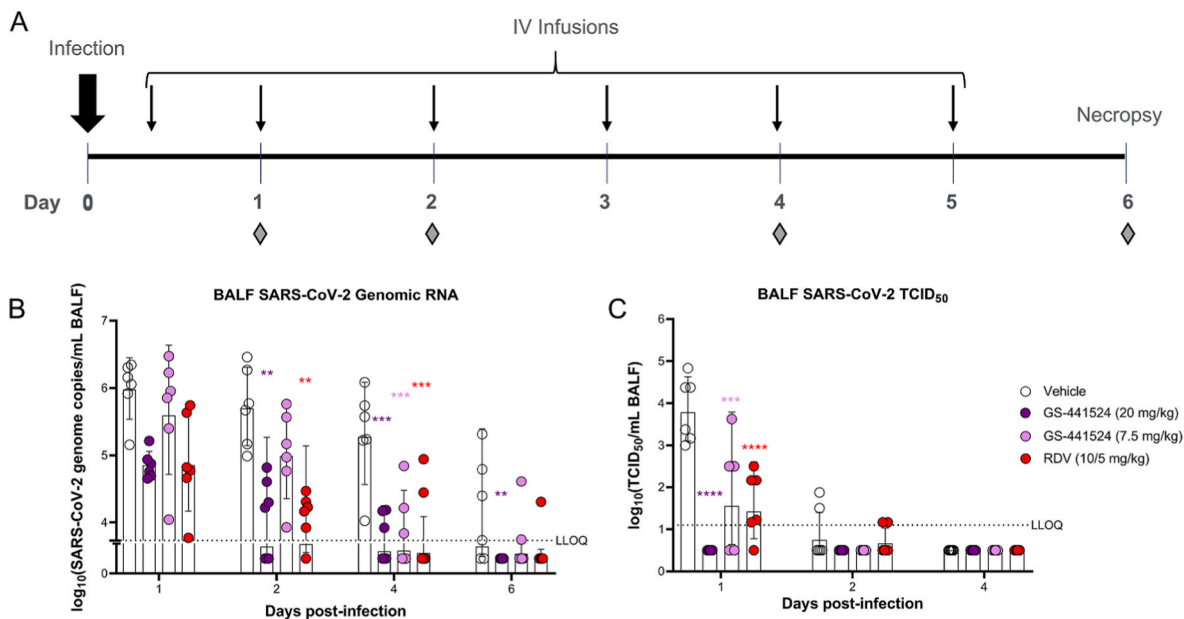 A
IV Infusions
Infection
Necropsy
Day 0 1 2 3 4 5 6
B
BALF SARS-CoV-2 Genomic RNA
log10(SARS-CoV-2 genome copies/mL BALF)
7
6
5
4
0
**
**
***
***
***
**
LLOQ
1 2 4 6
Days post-infection
C
BALF SARS-CoV-2 TCID50
log10(TCID50/mL BALF)
6
5
4
3
2
1
0
****
***
****
LLOQ
1 2 4
Days post-infection
Vehicle
GS-441524 (20 mg/kg)
GS-441524 (7.5 mg/kg)
RDV (10/5 mg/kg)